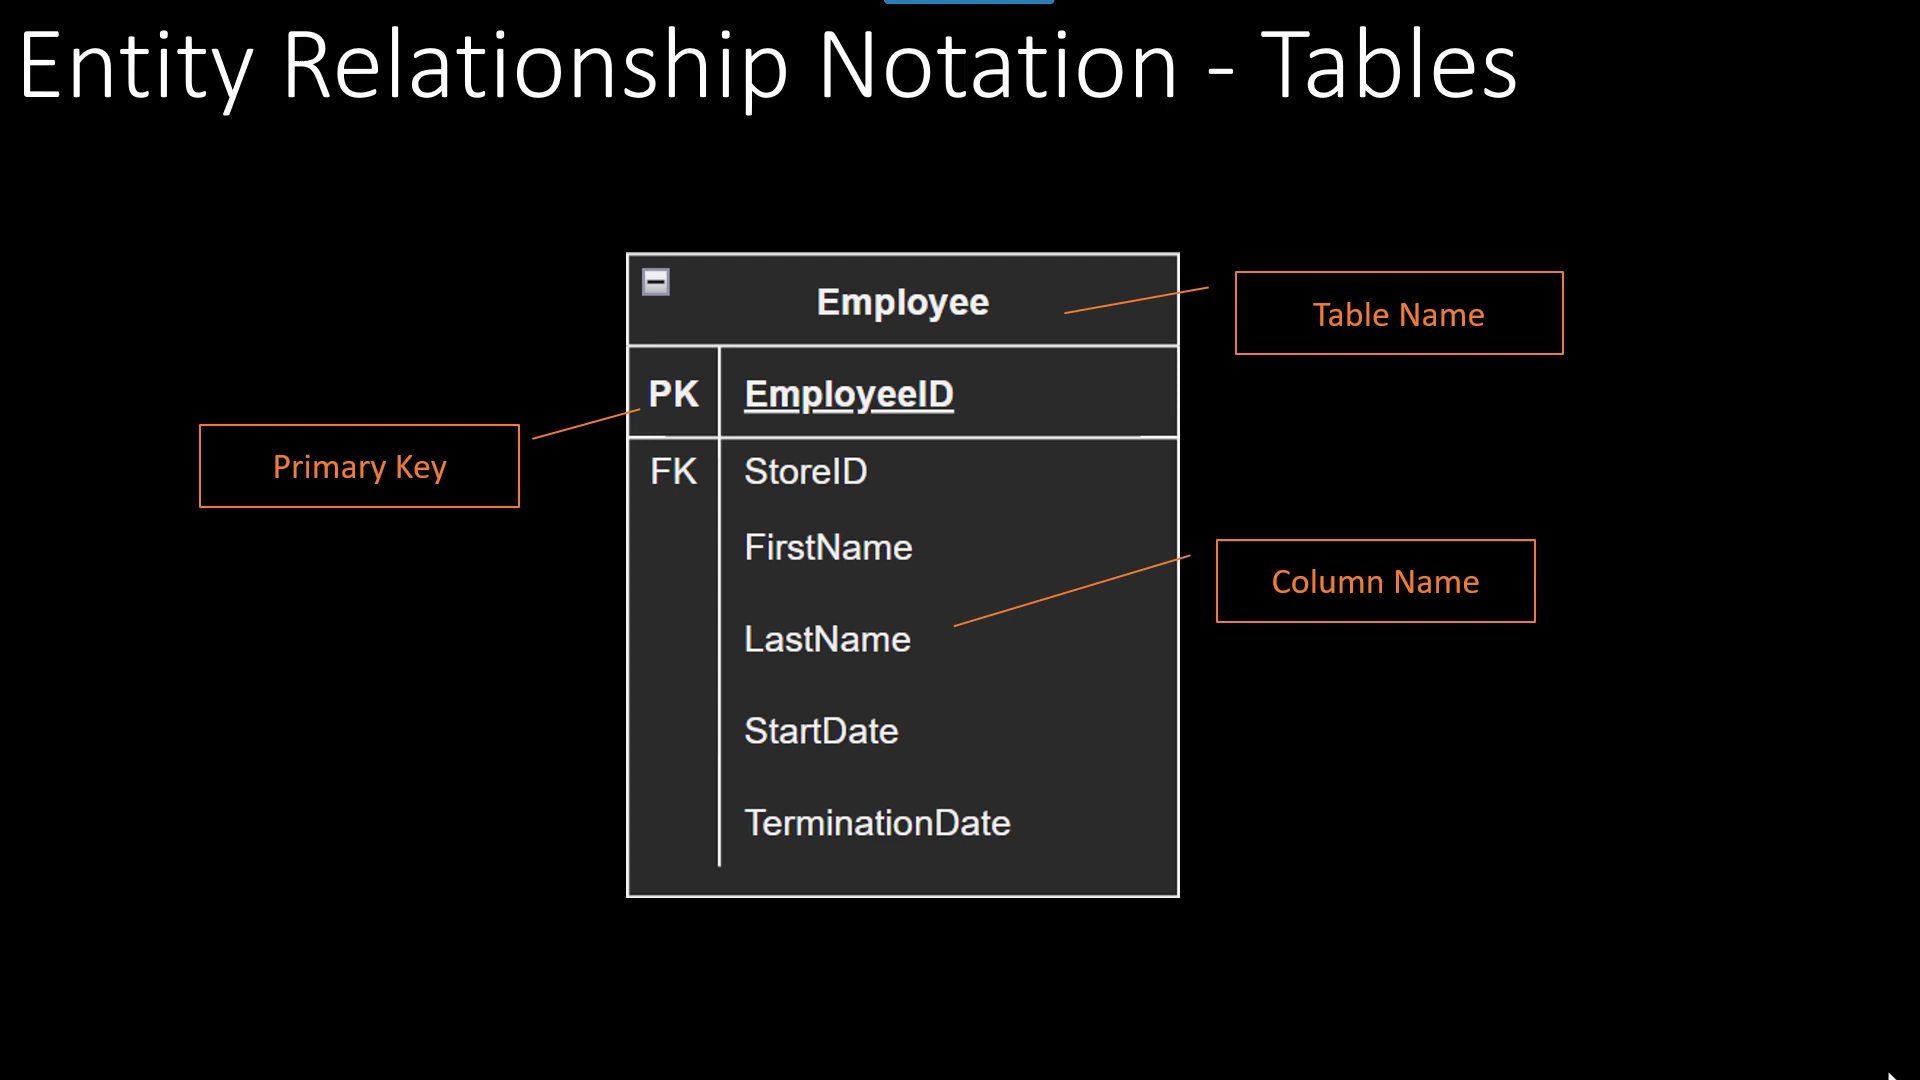 Entity Relationship Notation - Tables
Employee
Table Name
PK EmployeeID
Primary Key
FK StoreID
FirstName
Column Name
LastName
StartDate
TerminationDate